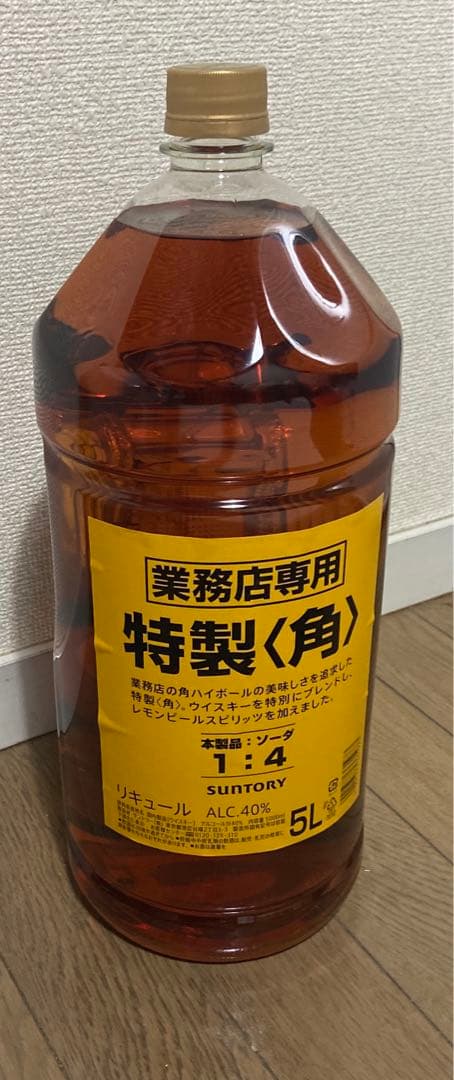 業務店専用
特製〈角〉
業務店の角ハイボールの美味しさを追求した
特製〈角〉。ウイスキーを特別にブレンドし、
レモンピールスピリッツを加えました。
本製品：ソーダ
1：4
SUNTORY
リキュール ALC.40% 5L